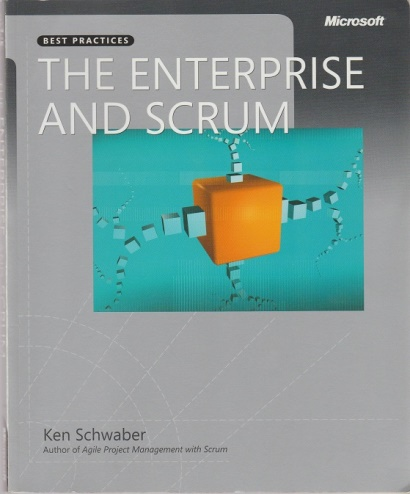 Microsoft
BEST PRACTICES
THE ENTERPRISE
AND SCRUM
Ken Schwaber
Author of Agile Project Management with Scrum